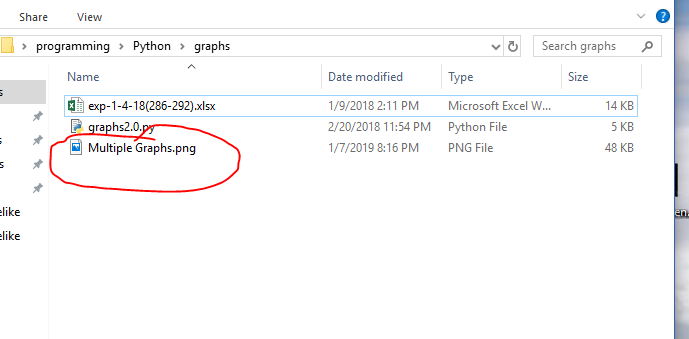 Share View
programming > Python > graphs Search graphs
Name Date modified Type Size
exp-1-4-18(286-292).xlsx 1/9/2018 2:11 PM Microsoft Excel W... 14 KB
graphs2.0.py 2/20/2018 11:54 PM Python File 5 KB
Multiple Graphs.png 1/7/2019 8:16 PM PNG File 48 KB
elike
elike